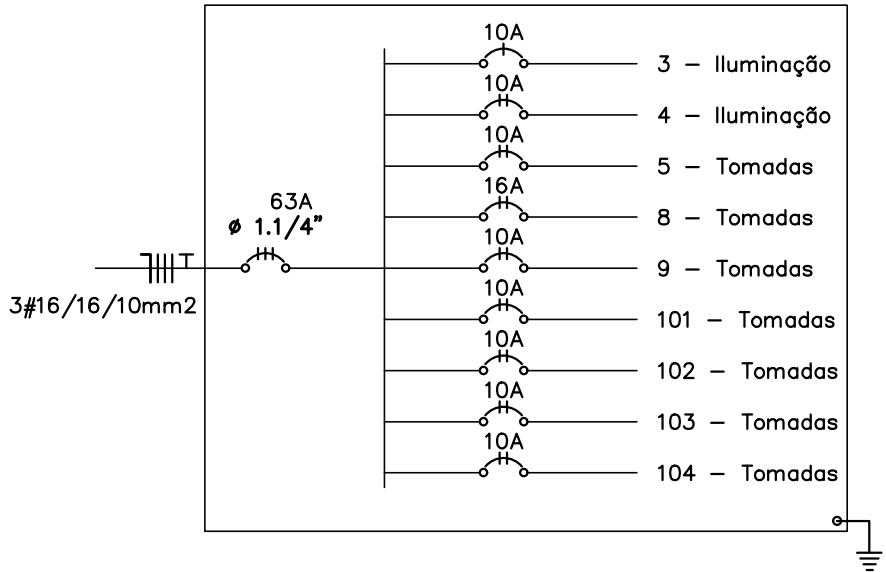 10A
3 - Iluminação
10A
4 - Iluminação
10A
5 - Tomadas
16A
8 - Tomadas
63A
ø 1.1/4"
10A
9 - Tomadas
3#16/16/10mm2
10A
101 - Tomadas
10A
102 - Tomadas
10A
103 - Tomadas
10A
104 - Tomadas